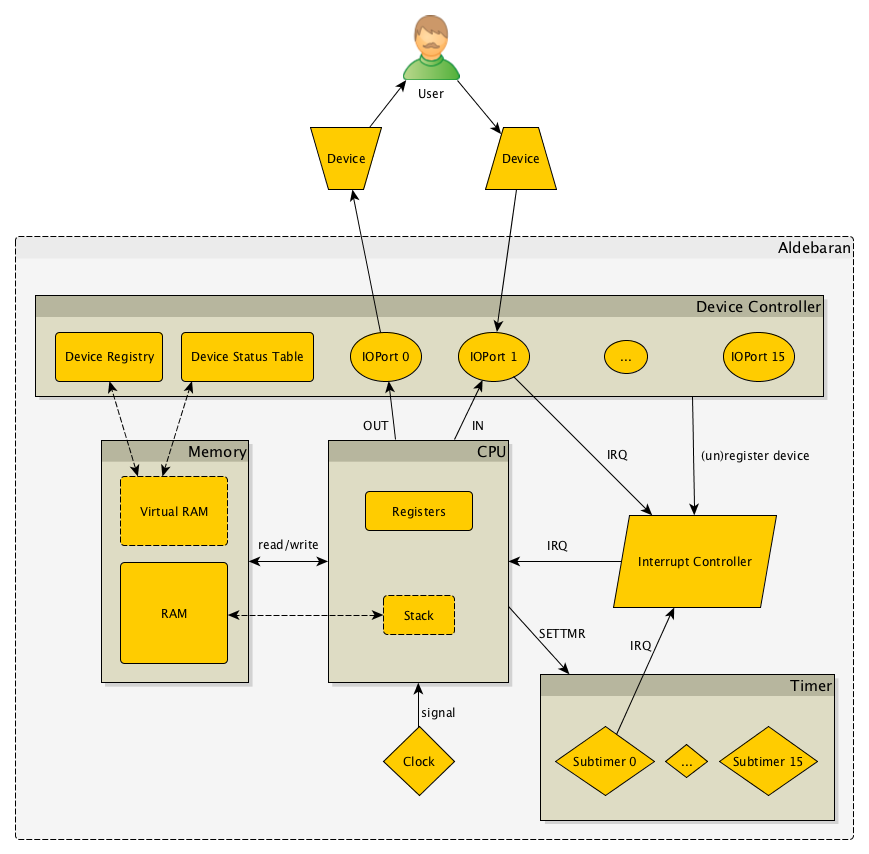 User
Device
Device
Aldebaran
Device Controller
Device Registry
Device Status Table
IOPort 0
IOPort 1
...
IOPort 15
OUT
IN
Memory
CPU
IRQ
(un)register device
Virtual RAM
Registers
read/write
IRQ
Interrupt Controller
RAM
Stack
SETTMR
IRQ
Timer
signal
Clock
Subtimer 0
...
Subtimer 15